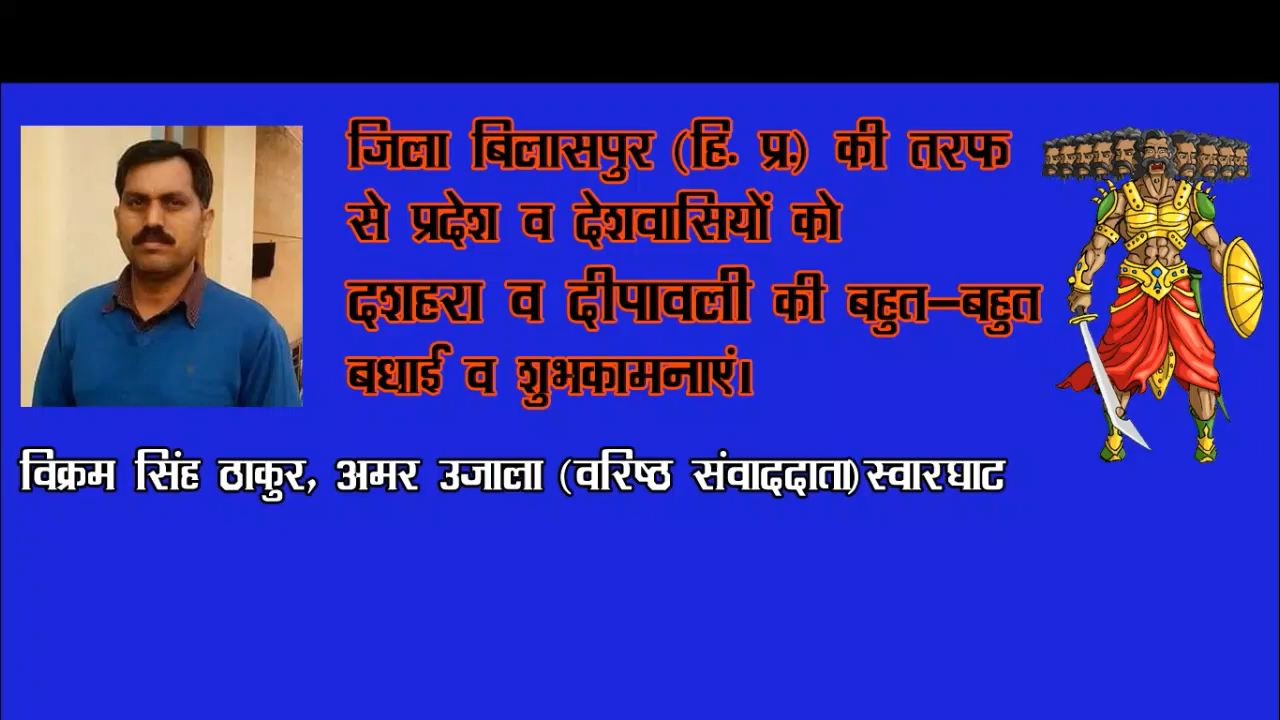 जिला बिलासपुर (हि. प्र.) की तरफ
से प्रदेश व देशवासियों को
दशहरा व दीपावली की बहुत-बहुत
बधाई व शुभकामनाएं।
विक्रम सिंह ठाकुर, अमर उजाला (वरिष्ठ संवाददाता) स्वारघाट